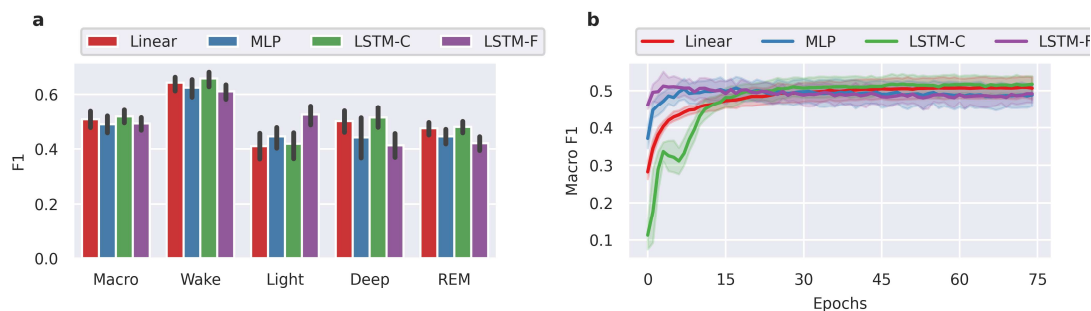 a
Linear MLP LSTM-C LSTM-F
F1
0.6
0.4
0.2
0.0
Macro Wake Light Deep REM
b
Linear MLP LSTM-C LSTM-F
Macro F1
0.5
0.4
0.3
0.2
0.1
0 15 30 45 60 75
Epochs